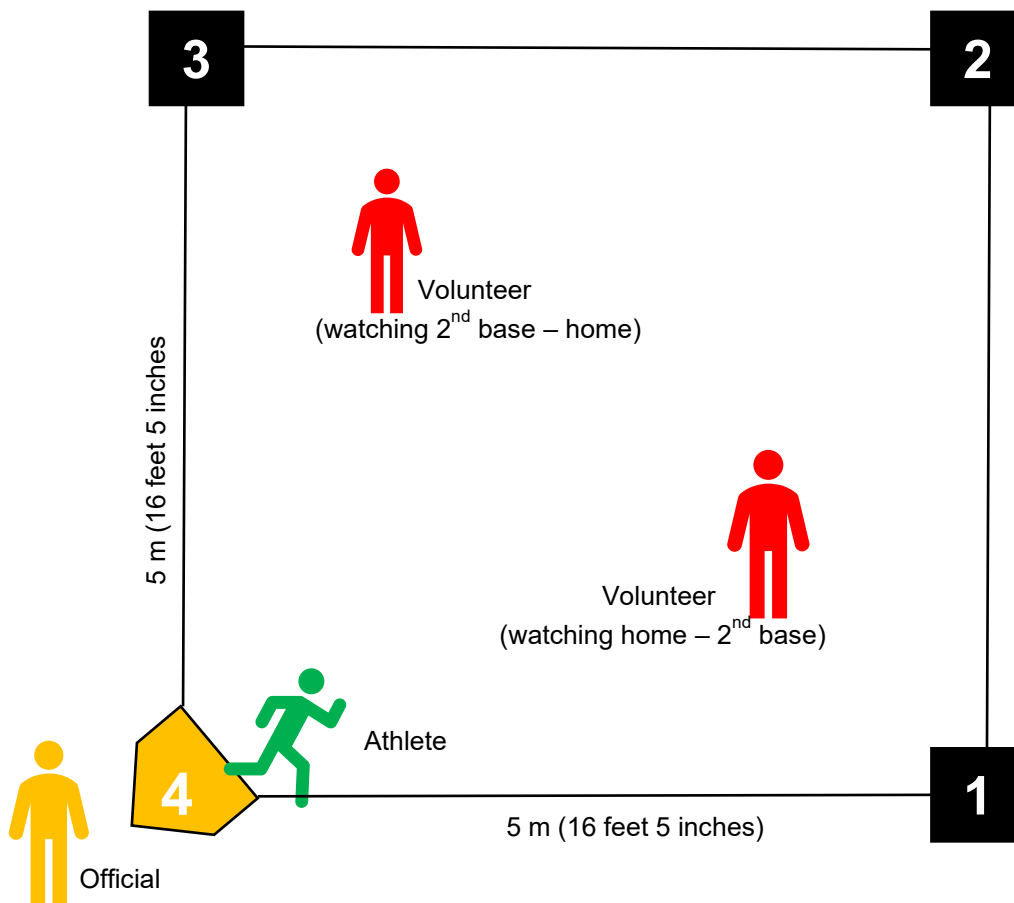 3
2
Volunteer
(watching 2nd base – home)
5 m (16 feet 5 inches
Volunteer
(watching home – 2nd base)
Athlete
4
1
5 m (16 feet 5 inches)
Official